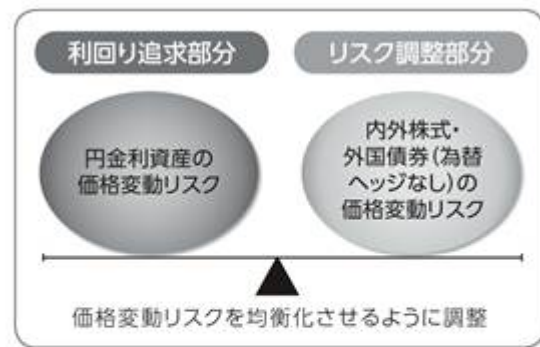 利回り追求部分
リスク調整部分
円金利資産の
価格変動リスク
内外株式・
外国債券(為替
ヘッジなし)の
価格変動リスク
価格変動リスクを均衡化させるように調整